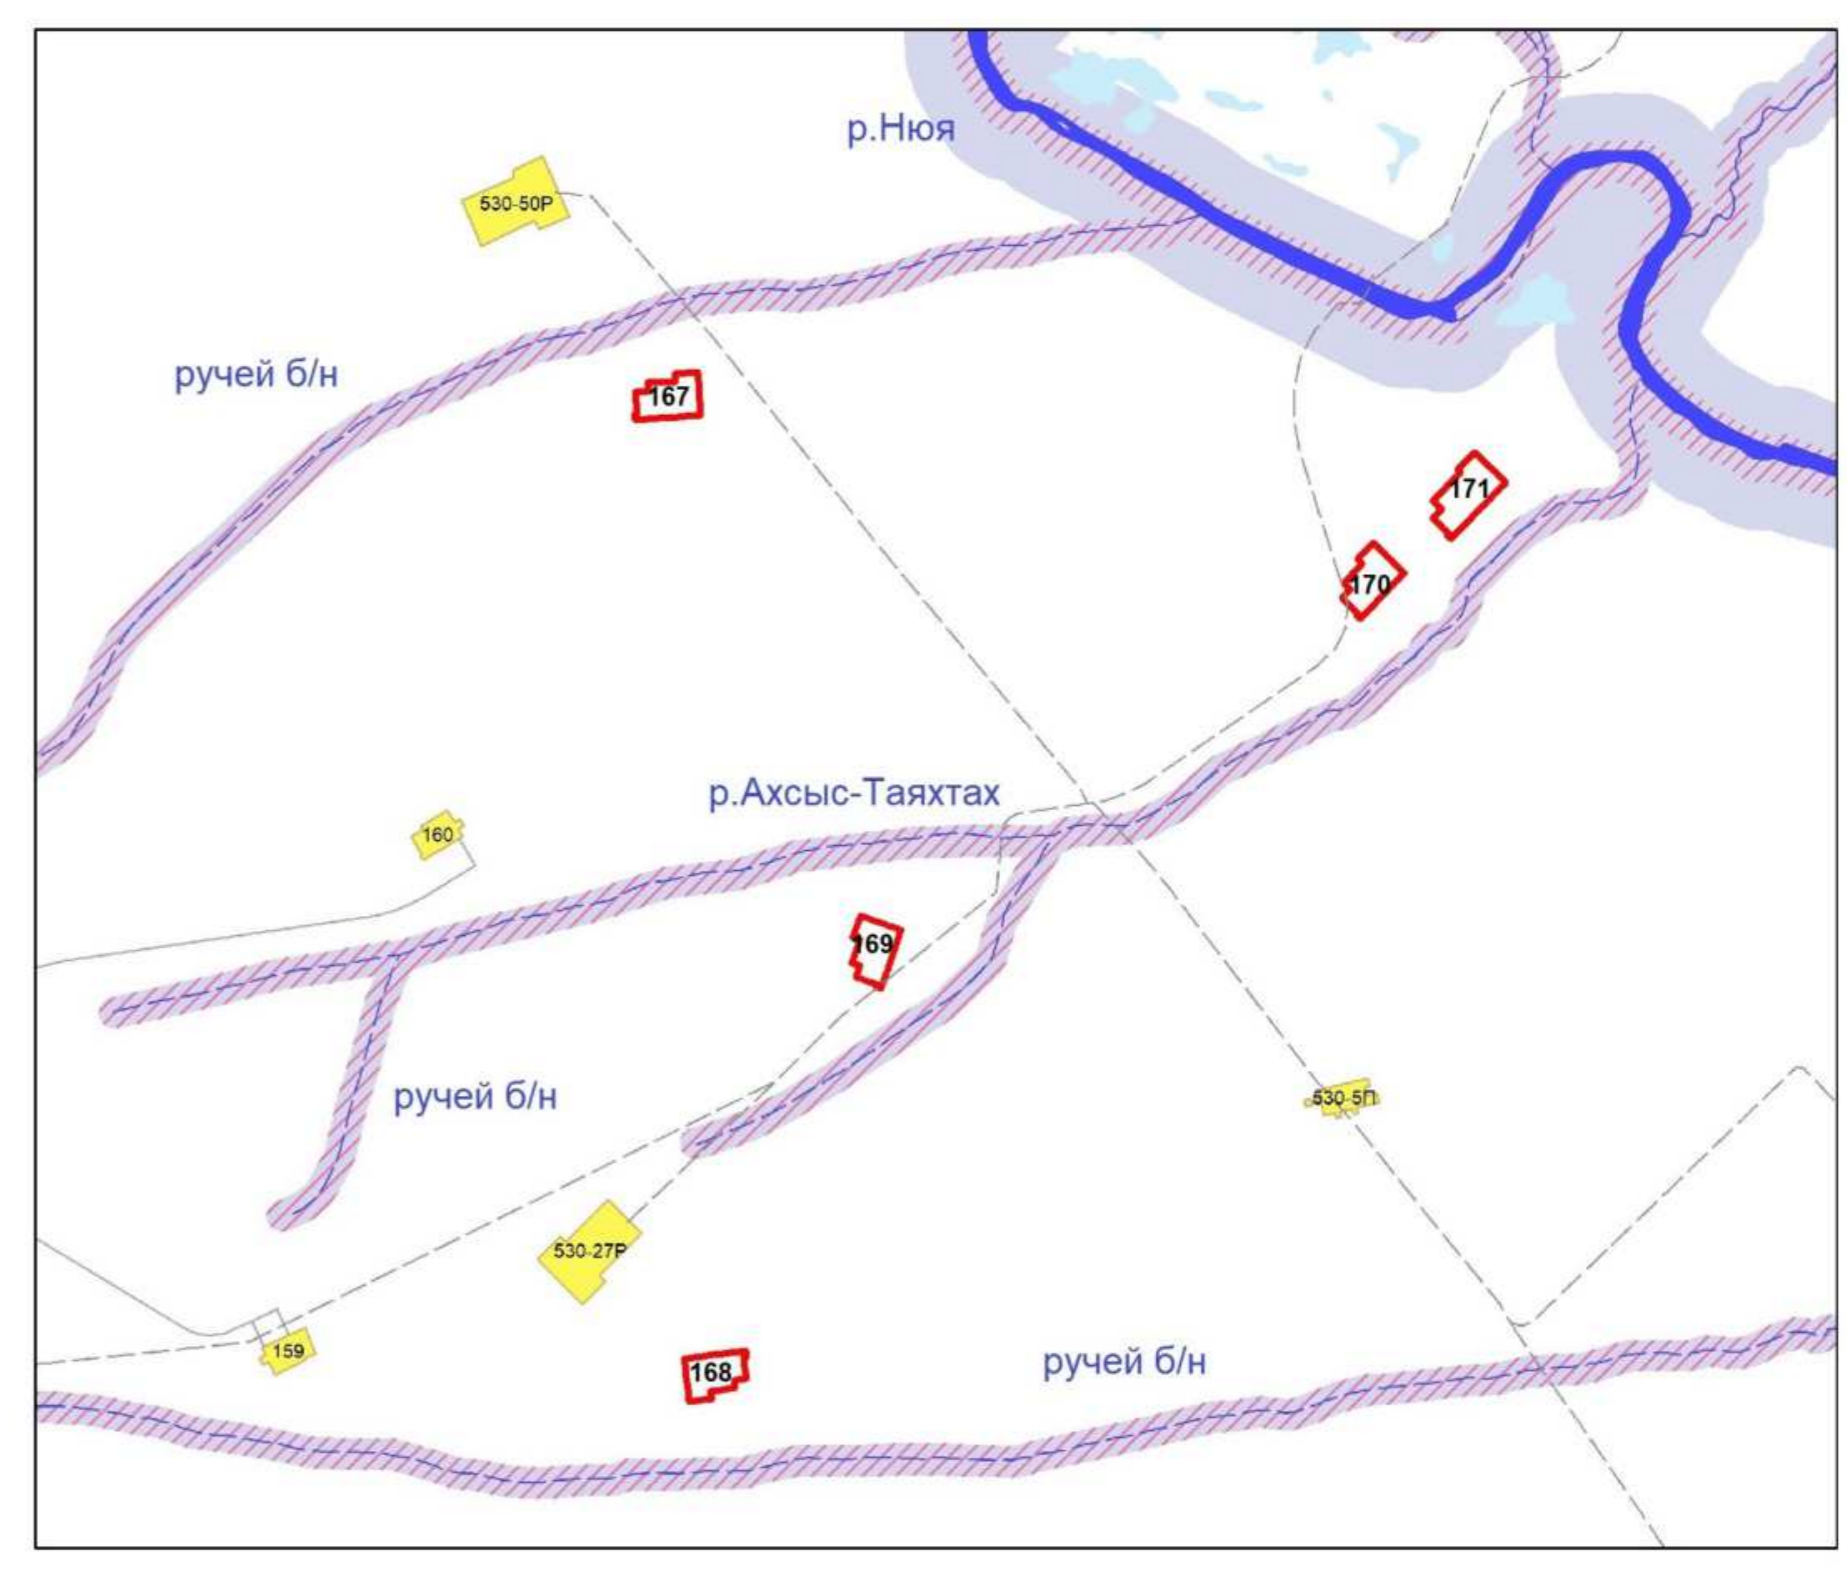 р.Нюя
530-50Р
ручей б/н
167
171
170
р.Ахсыс-Таяхтах
160
169
ручей б/н
530-5П
530-27Р
159
168
ручей б/н